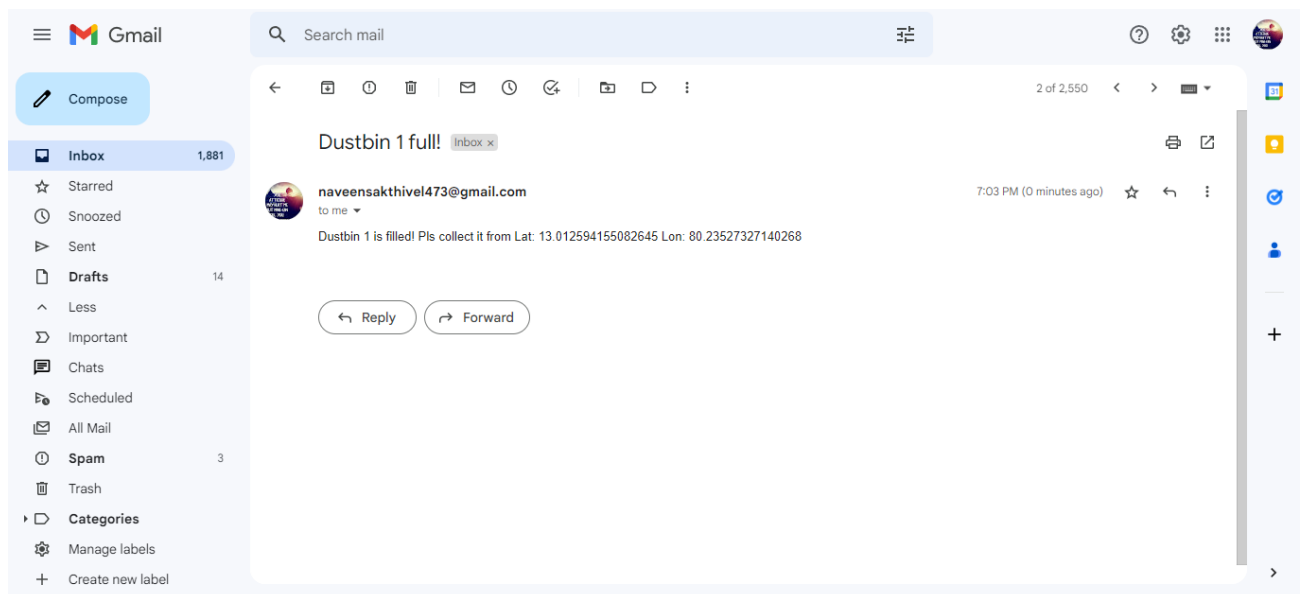 Gmail
Search mail
Compose
2 of 2,550
Inbox 1,881
Starred
Snoozed
Sent
Drafts 14
Less
Important
Chats
Scheduled
All Mail
Spam 3
Trash
Categories
Manage labels
Create new label
Dustbin 1 full! Inbox ×
naveensakthivel473@gmail.com 7:03 PM (0 minutes ago)
to me
Dustbin 1 is filled! Pls collect it from Lat: 13.012594155082645 Lon: 80.23527327140268
Reply Forward
31